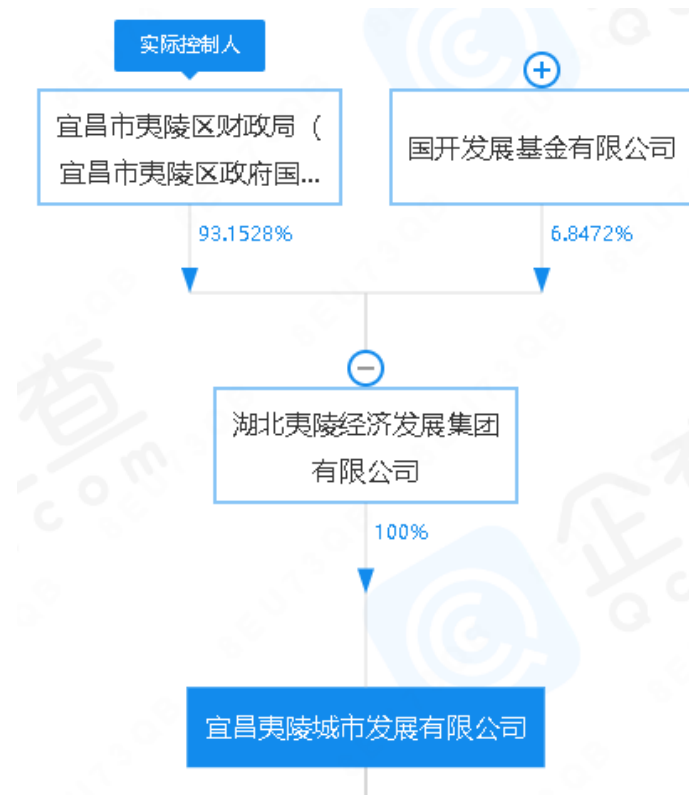 实际控制人
宜昌市夷陵区财政局（
宜昌市夷陵区政府国...
国开发展基金有限公司
93.1528%
6.8472%
湖北夷陵经济发展集团
有限公司
100%
宜昌夷陵城市发展有限公司